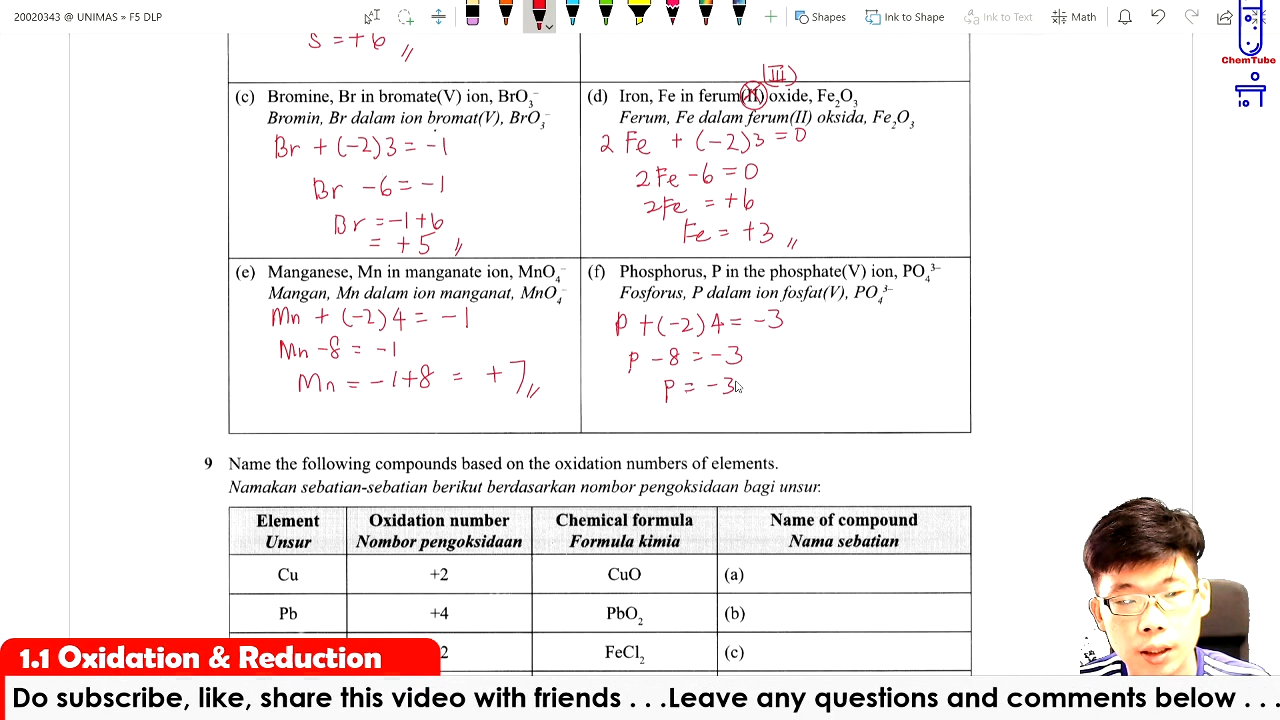 20020343 @ UNIMAS » F5 DLP
Shapes
Ink to Shape
Ink to Text
Math
ChemTube
S = +6 //
(c) Bromine, Br in bromate(V) ion, BrO₃⁻
Bromin, Br dalam ion bromat(V), BrO₃⁻
Br + (-2)3 = -1
Br -6 = -1
Br = -1+6
= +5 //
(III)
(d) Iron, Fe in ferum(II) oxide, Fe₂O₃
Ferum, Fe dalam ferum(II) oksida, Fe₂O₃
2 Fe + (-2)3 = 0
2Fe -6 = 0
2Fe = +6
Fe = +3 //
(e) Manganese, Mn in manganate ion, MnO₄⁻
Mangan, Mn dalam ion manganat, MnO₄⁻
Mn + (-2)4 = -1
Mn -8 = -1
Mn = -1+8 = +7 //
(f) Phosphorus, P in the phosphate(V) ion, PO₄³⁻
Fosforus, P dalam ion fosfat(V), PO₄³⁻
P + (-2)4 = -3
P - 8 = -3
P = -3
9 Name the following compounds based on the oxidation numbers of elements.
Namakan sebatian-sebatian berikut berdasarkan nombor pengoksidaan bagi unsur.
Element Oxidation number Chemical formula Name of compound
Unsur Nombor pengoksidaan Formula kimia Nama sebatian
Cu +2 CuO (a)
Pb +4 PbO₂ (b)
2 FeCl₂ (c)
1.1 Oxidation & Reduction
Do subscribe, like, share this video with friends . . .Leave any questions and comments below . . .